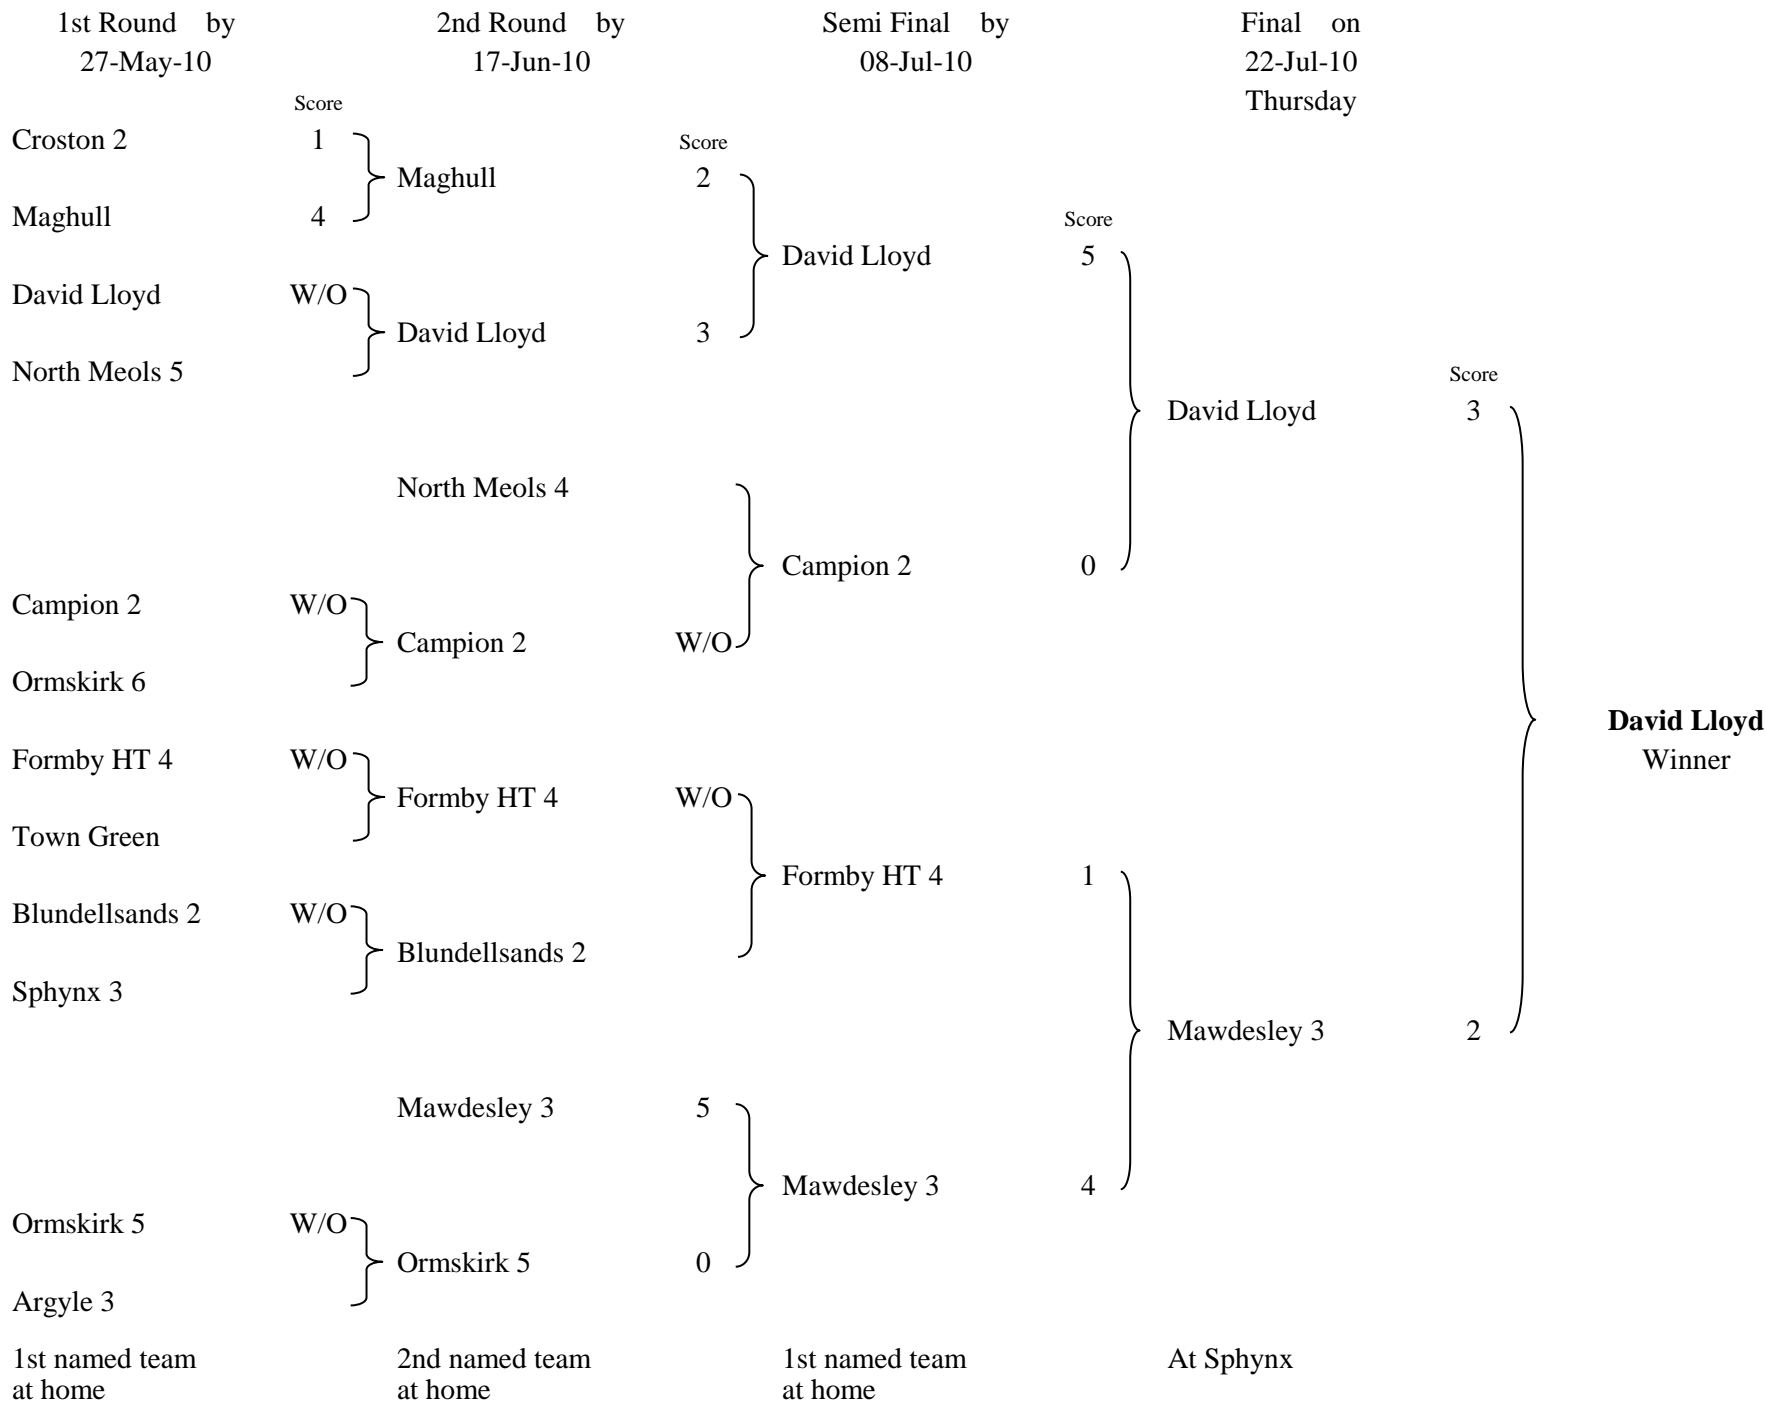 1st Round by 2nd Round by Semi Final by Final on
27-May-10 17-Jun-10 08-Jul-10 22-Jul-10
Score Thursday
Croston 2 1 Score
Maghull 2
Maghull 4 Score
David Lloyd 5
David Lloyd W/O
David Lloyd 3
North Meols 5 Score
David Lloyd 3
North Meols 4
Campion 2 0
Campion 2 W/O
Campion 2 W/O
Ormskirk 6
David Lloyd
Formby HT 4 W/O Winner
Formby HT 4 W/O
Town Green
Formby HT 4 1
Blundellsands 2 W/O
Blundellsands 2
Sphynx 3
Mawdesley 3 2
Mawdesley 3 5
Mawdesley 3 4
Ormskirk 5 W/O
Ormskirk 5 0
Argyle 3
1st named team 2nd named team 1st named team At Sphynx
at home at home at home